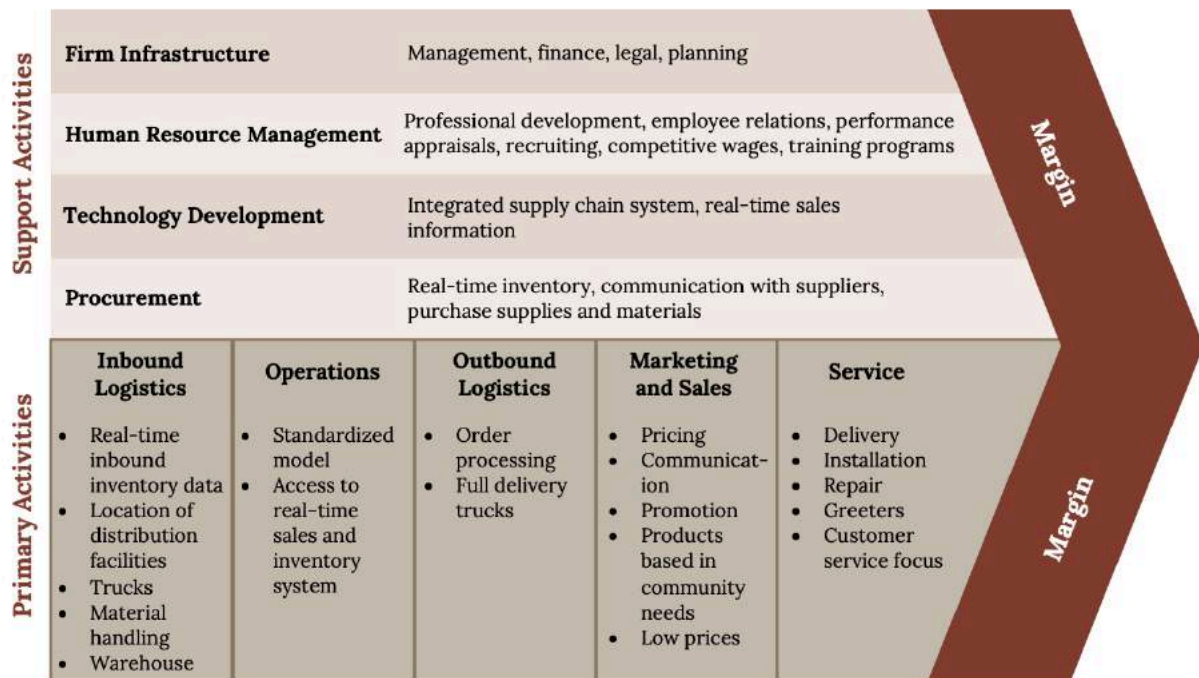 Support Activities
Firm Infrastructure
Management, finance, legal, planning
Human Resource Management
Professional development, employee relations, performance
appraisals, recruiting, competitive wages, training programs
Technology Development
Integrated supply chain system, real-time sales
information
Procurement
Real-time inventory, communication with suppliers,
purchase supplies and materials
Margin
Primary Activities
Inbound
Logistics
• Real-time
inbound
inventory data
• Location of
distribution
facilities
• Trucks
• Material
handling
• Warehouse
Operations
• Standardized
model
• Access to
real-time
sales and
inventory
system
Outbound
Logistics
• Order
processing
• Full delivery
trucks
Marketing
and Sales
• Pricing
• Communicat-
ion
• Promotion
• Products
based in
community
needs
• Low prices
Service
• Delivery
• Installation
• Repair
• Greeters
• Customer
service focus
Margin